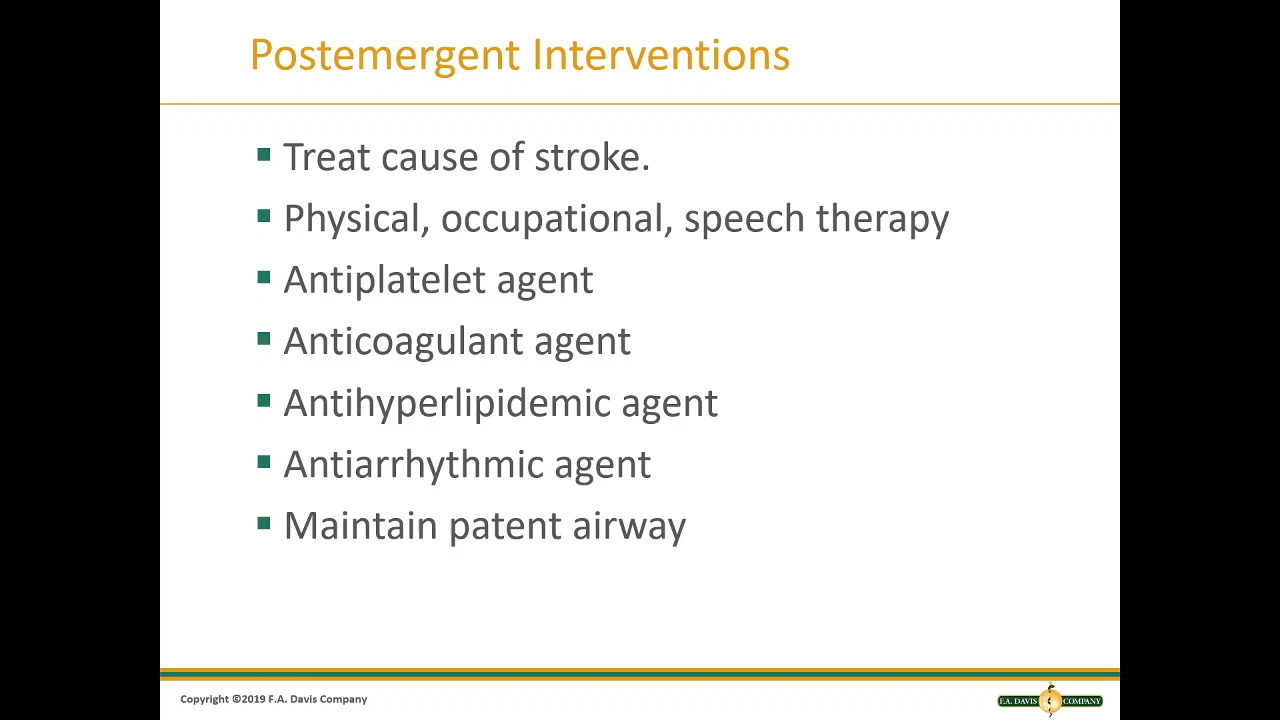 Postemergent Interventions
Treat cause of stroke.
Physical, occupational, speech therapy
Antiplatelet agent
Anticoagulant agent
Antihyperlipidemic agent
Antiarrhythmic agent
Maintain patent airway
Copyright ©2019 F.A. Davis Company
F.A. DAVIS COMPANY